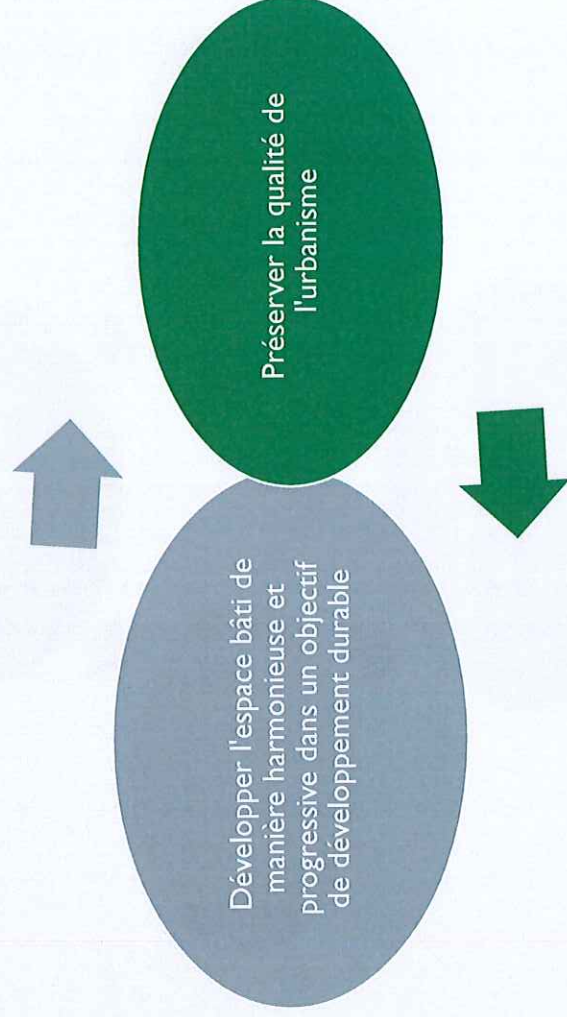 Développer l'espace bâti de
manière harmonieuse et
progressive dans un objectif
de développement durable
Préserver la qualité de
l'urbanisme